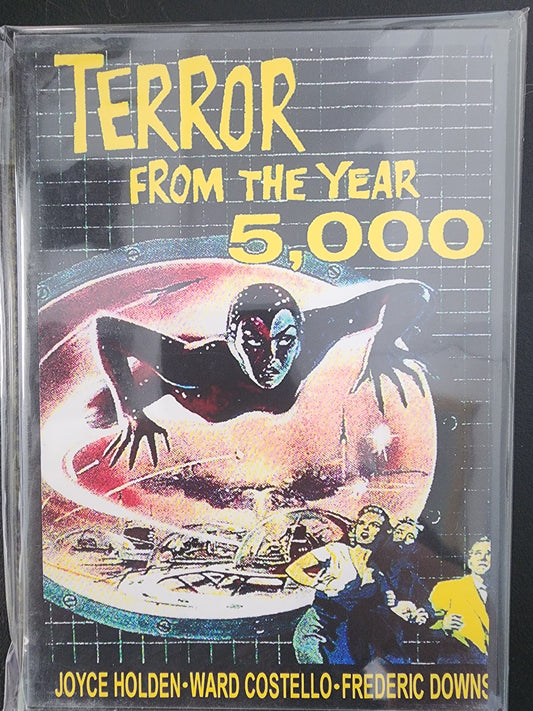 TERROR
FROM THE YEAR
5,000
JOYCE HOLDEN•WARD COSTELLO•FREDERIC DOWNS